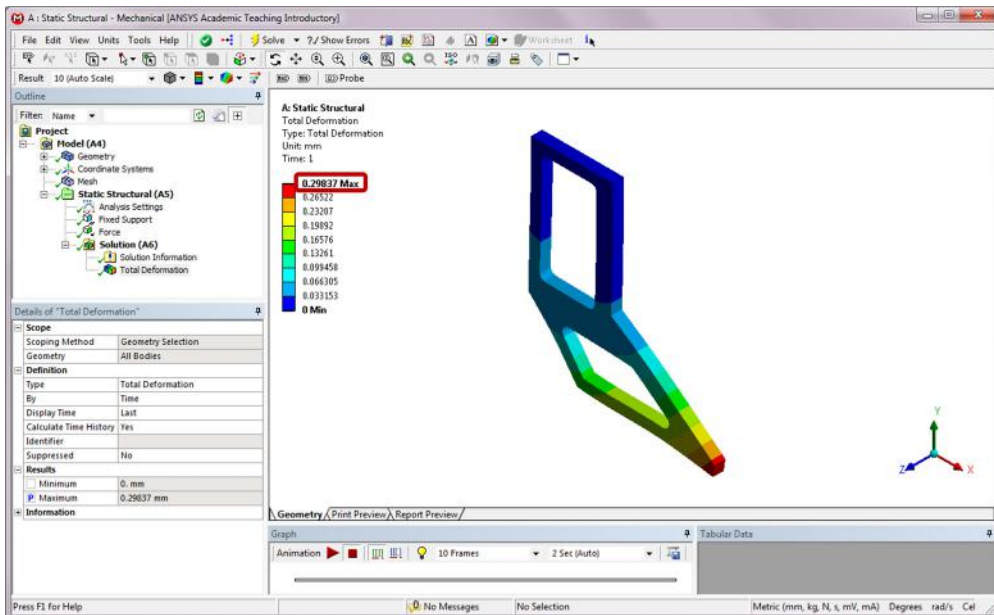 A : Static Structural - Mechanical [ANSYS Academic Teaching Introductory]
File Edit View Units Tools Help Solve ?/ Show Errors A Worksheet
Result 10 (Auto Scale) Probe
Outline
Filter: Name
Project
Model (A4)
Geometry
Coordinate Systems
Mesh
Static Structural (A5)
Analysis Settings
Fixed Support
Force
Solution (A6)
Solution Information
Total Deformation
Details of "Total Deformation"
Scope
Scoping Method Geometry Selection
Geometry All Bodies
Definition
Type Total Deformation
By Time
Display Time Last
Calculate Time History Yes
Identifier
Suppressed No
Results
Minimum 0. mm
P Maximum 0.29837 mm
Information
A: Static Structural
Total Deformation
Type: Total Deformation
Unit: mm
Time: 1
0.29837 Max
0.26522
0.23207
0.19892
0.16576
0.13261
0.099458
0.066305
0.033153
0 Min
Y
Z X
Geometry Print Preview Report Preview
Graph
Animation 10 Frames 2 Sec (Auto)
Tabular Data
Press F1 for Help 0 No Messages No Selection Metric (mm, kg, N, s, mV, mA) Degrees rad/s Cel